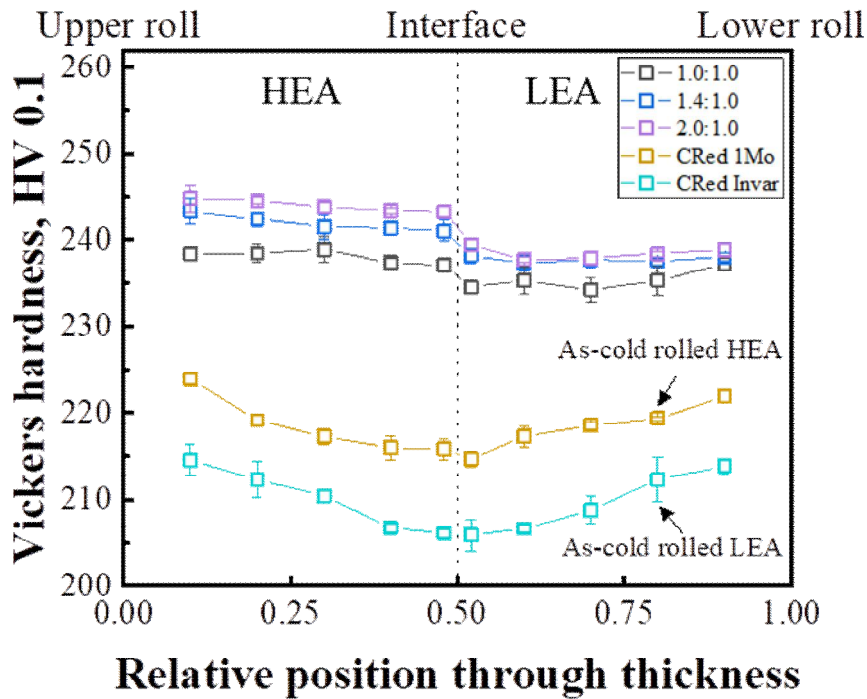 Upper roll Interface Lower roll
260
HEA LEA
1.0:1.0
1.4:1.0
2.0:1.0
CRed 1Mo
CRed Invar
250
240
230
220
210
200
As-cold rolled HEA
As-cold rolled LEA
Vickers hardness, HV 0.1
0.00 0.25 0.50 0.75 1.00
Relative position through thickness